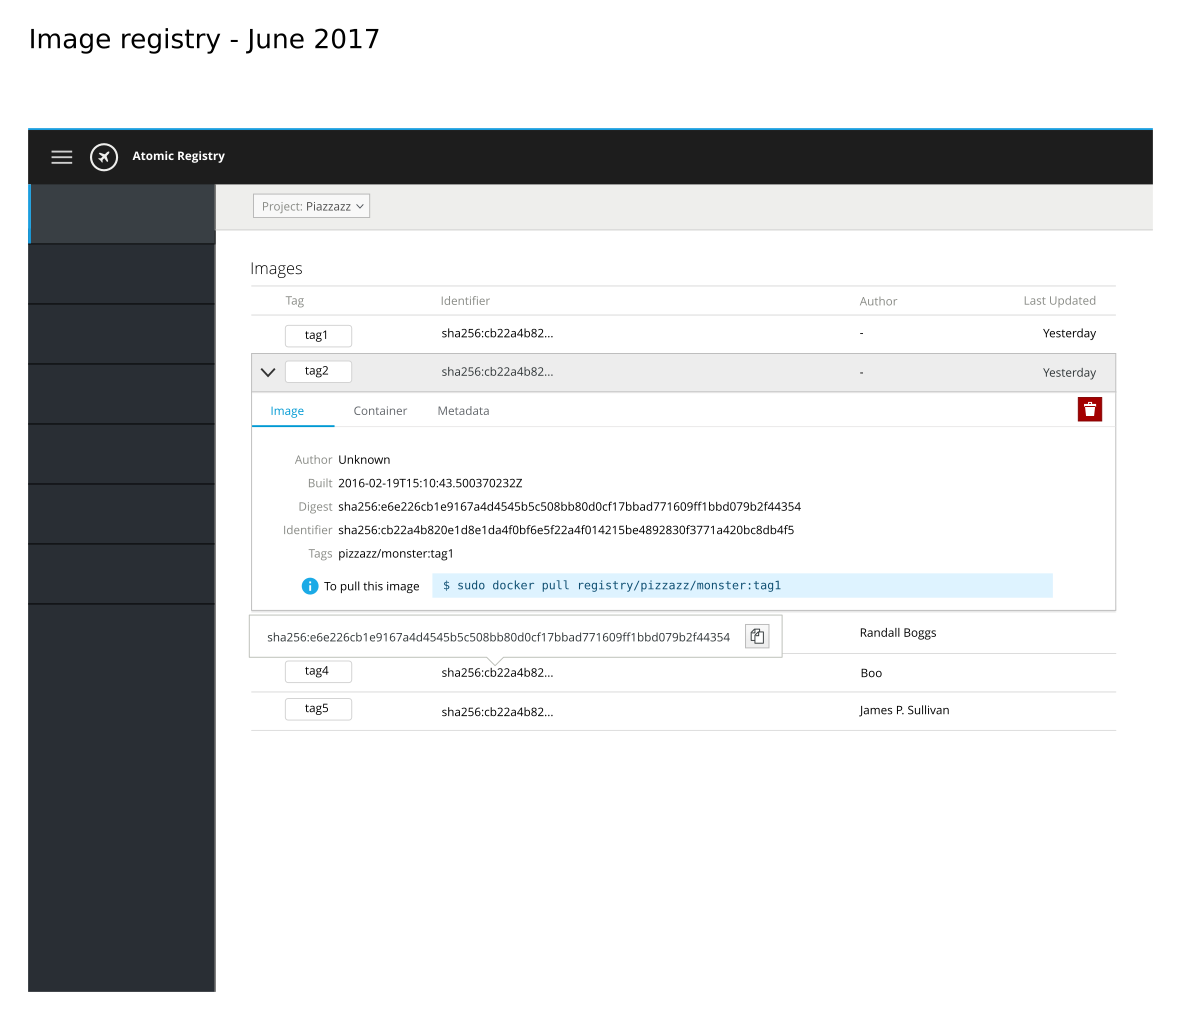 Image registry - June 2017
Atomic Registry
Project: Piazzazz
Images
Tag Identifier Author Last Updated
tag1 sha256:cb22a4b82... - Yesterday
tag2 sha256:cb22a4b82... - Yesterday
Image Container Metadata
Author Unknown
Built 2016-02-19T15:10:43.500370232Z
Digest sha256:e6e226cb1e9167a4d4545b5c508bb80d0cf17bbad771609ff1bbd079b2f44354
Identifier sha256:cb22a4b820e1d8e1da4f0bf6e5f22a4f014215be4892830f3771a420bc8db4f5
Tags pizzazz/monster:tag1
To pull this image $ sudo docker pull registry/pizzazz/monster:tag1
Randall Boggs
sha256:e6e226cb1e9167a4d4545b5c508bb80d0cf17bbad771609ff1bbd079b2f44354
tag4 sha256:cb22a4b82... Boo
tag5 sha256:cb22a4b82... James P. Sullivan